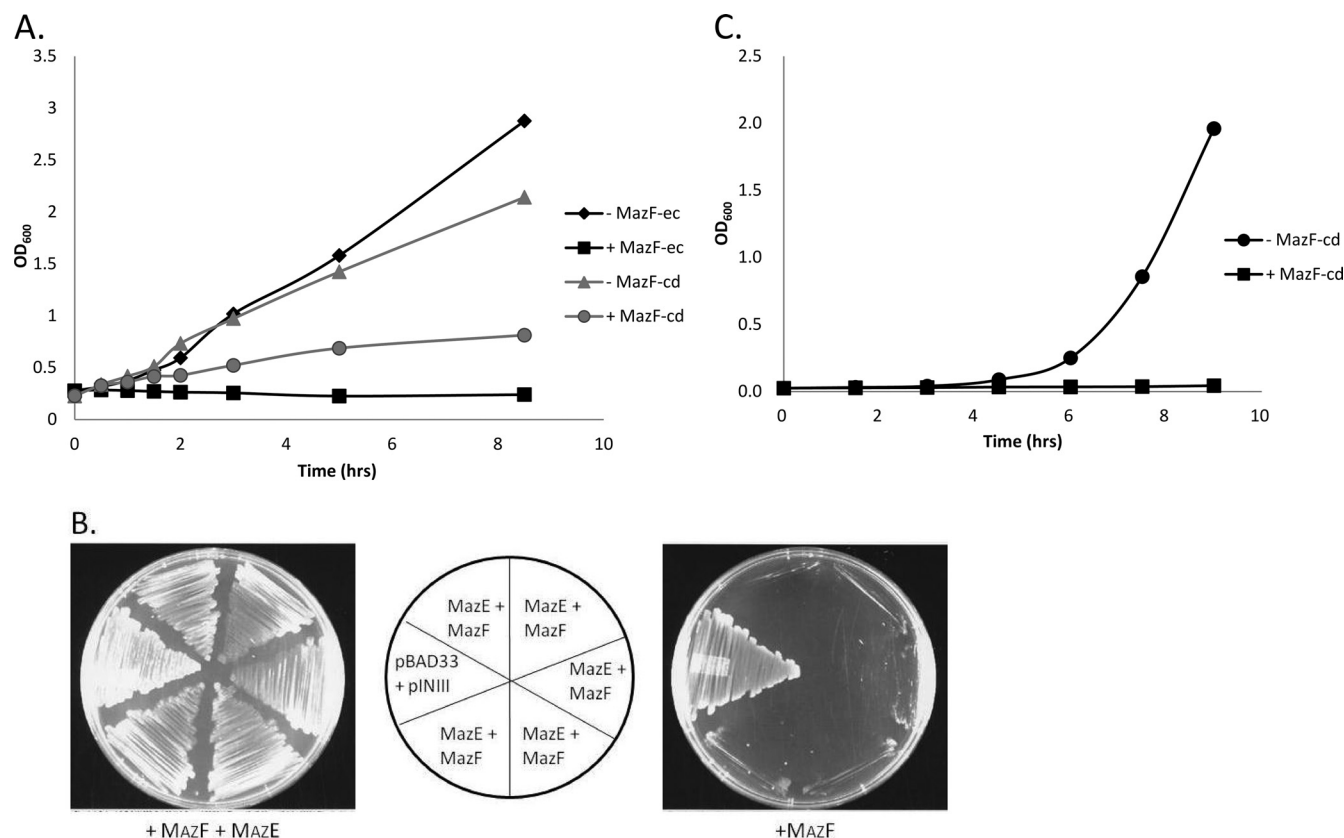 A.
3.5
3
2.5
2
1.5
1
0.5
0
OD600
0 2 4 6 8 10
Time (hrs)
- MazF-ec
+ MazF-ec
- MazF-cd
+ MazF-cd
C.
2.5
2.0
1.5
1.0
0.5
0.0
OD600
0 2 4 6 8 10
Time (hrs)
- MazF-cd
+ MazF-cd
B.
MazE +
MazF
MazE +
MazF
pBAD33
+ pINIII
MazE +
MazF
MazE +
MazF
MazE +
MazF
+ MAZF + MAZE
+MAZF